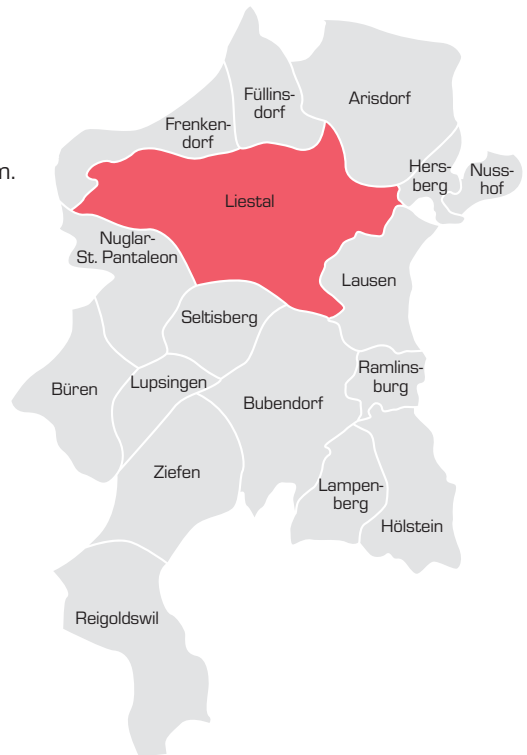 Füllins-
dorf
Arisdorf
Frenken-
dorf
m.
Hers-
berg
Nuss-
hof
Liestal
Nuglar-
St. Pantaleon
Lausen
Seltisberg
Ramlins-
burg
Büren
Lupsingen
Bubendorf
Ziefen
Lampen-
berg
Hölstein
Reigoldswil